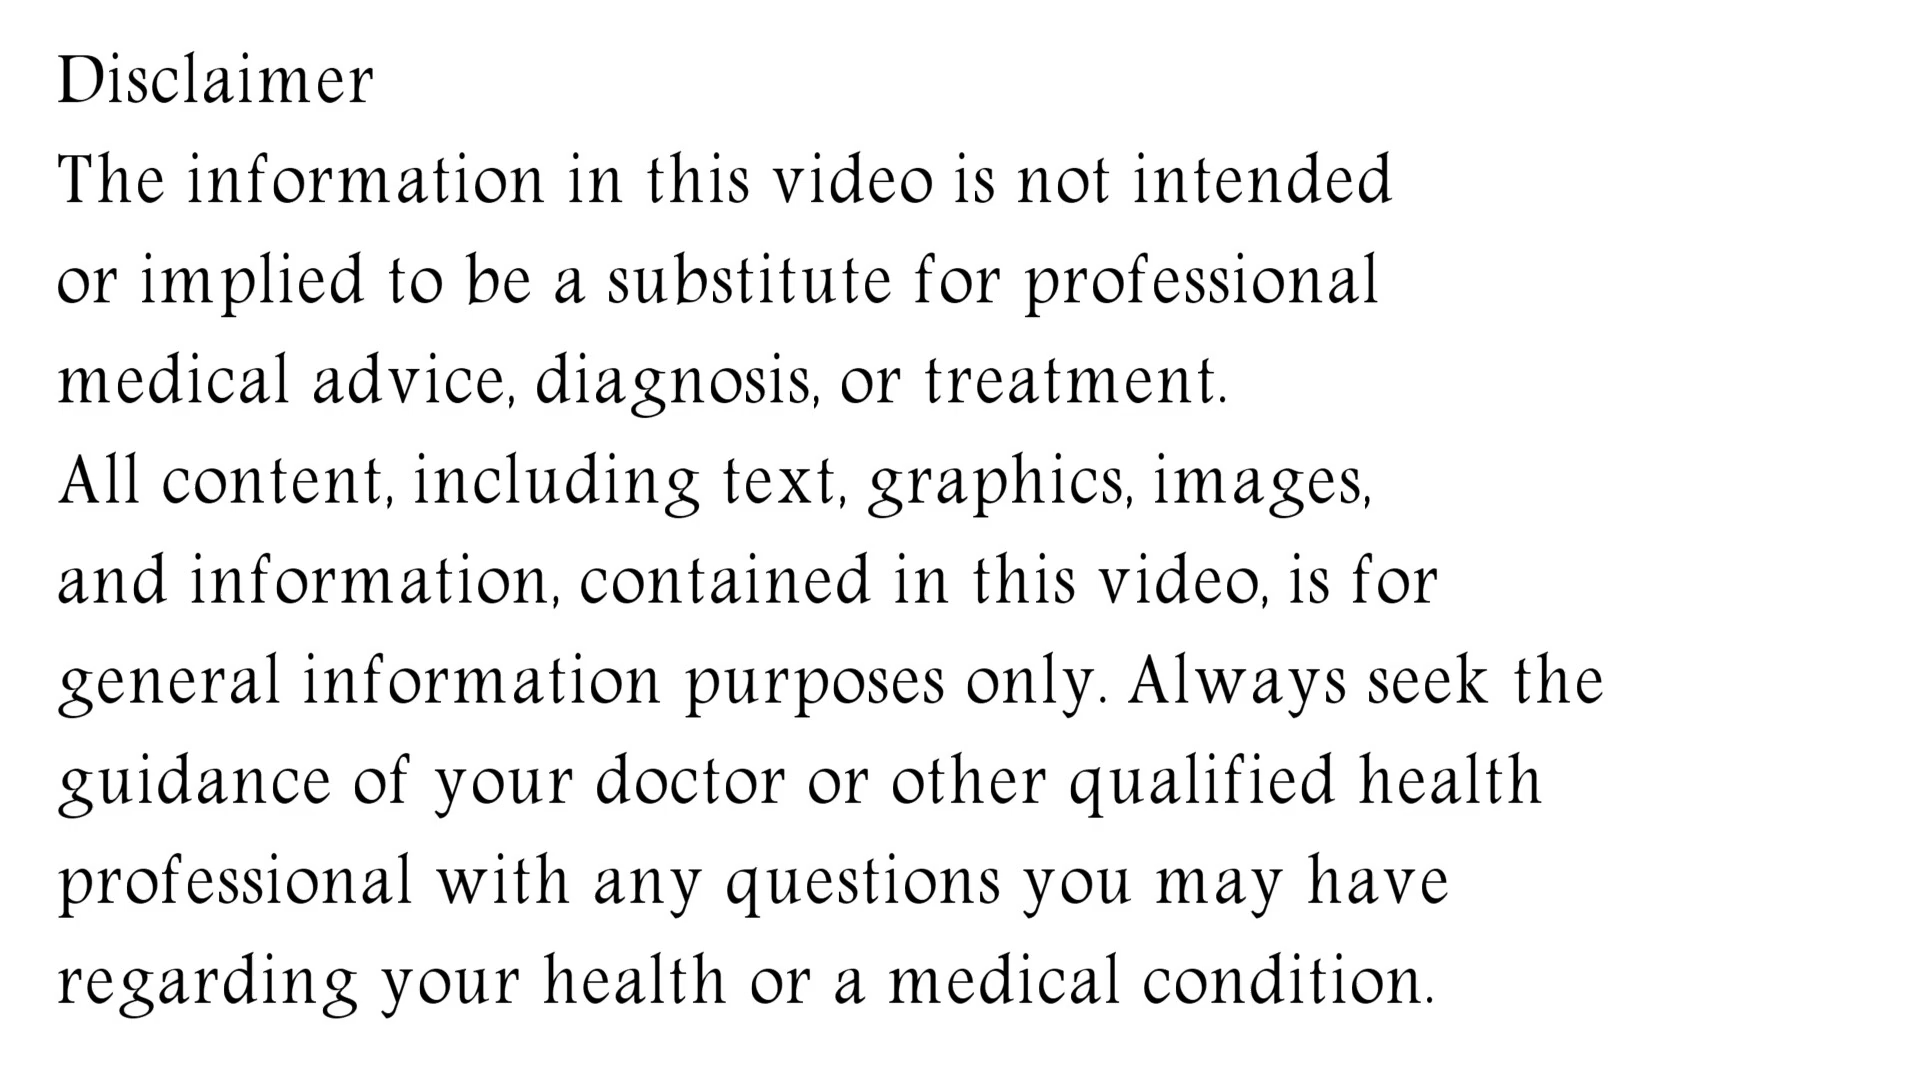 Disclaimer
The information in this video is not intended
or implied to be a substitute for professional
medical advice, diagnosis, or treatment.
All content, including text, graphics, images,
and information, contained in this video, is for
general information purposes only. Always seek the
guidance of your doctor or other qualified health
professional with any questions you may have
regarding your health or a medical condition.